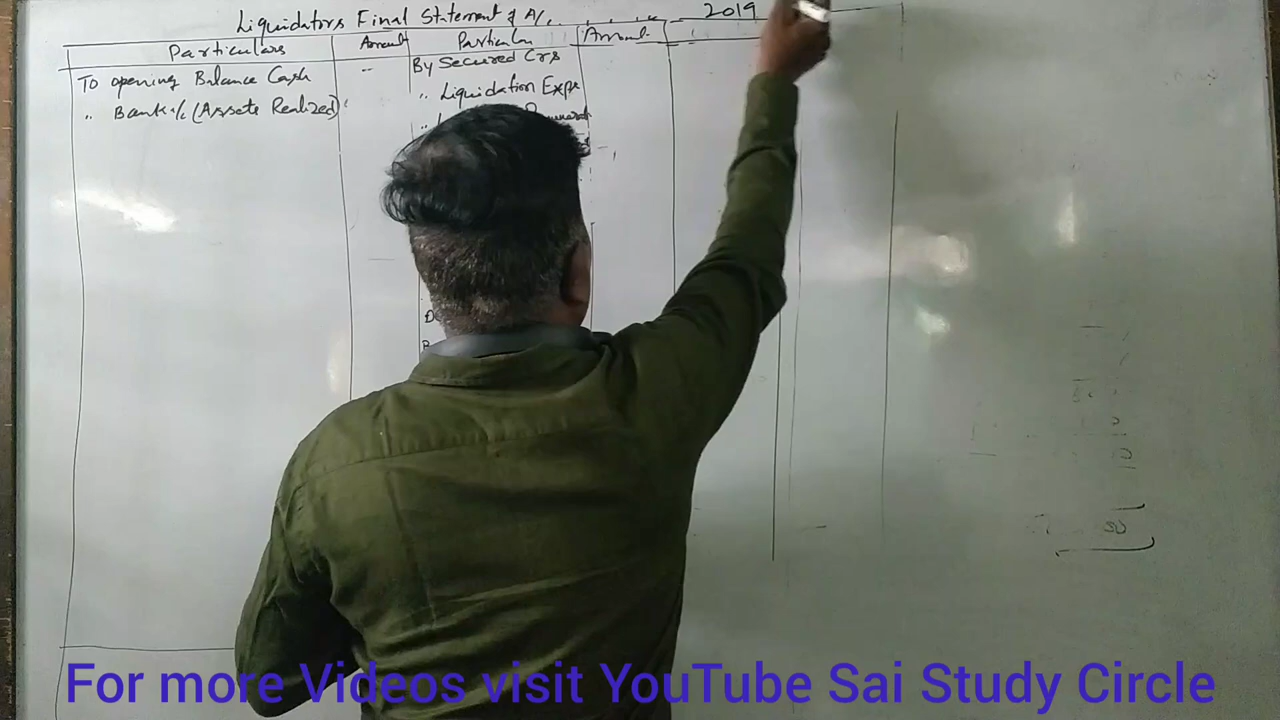 Liquidators Final Statement of A/c. 2019
Particulars Amount Particulars Amount
To opening Balance Cash -- By Secured Crs
,, Bank A/c (Assets Realized) ,, Liquidation Exps
For more Videos visit YouTube Sai Study Circle